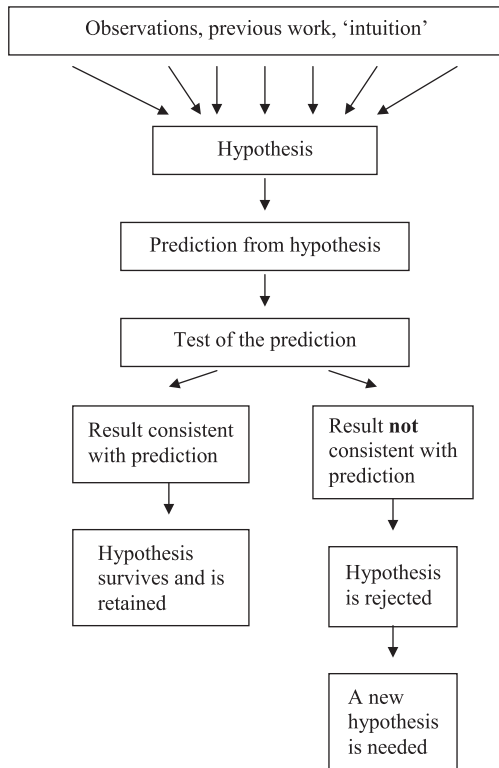 Observations, previous work, ‘intuition’
Hypothesis
Prediction from hypothesis
Test of the prediction
Result consistent
with prediction
Result not
consistent with
prediction
Hypothesis
survives and is
retained
Hypothesis
is rejected
A new
hypothesis
is needed